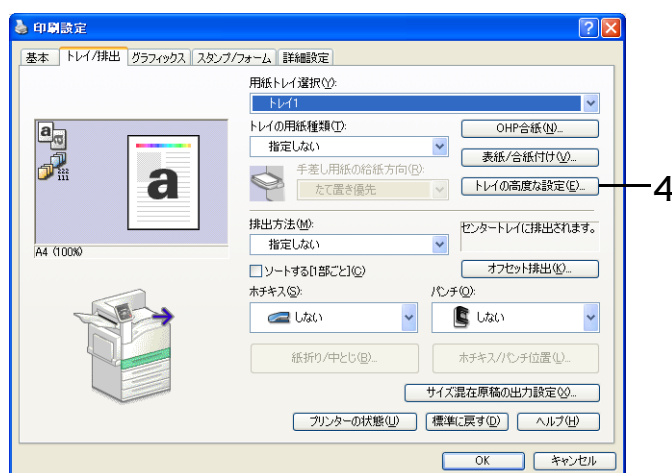 印刷設定
基本 トレイ/排出 グラフィックス スタンプ/フォーム 詳細設定
用紙トレイ選択(Y):
トレイ1
トレイの用紙種類(T):
指定しない
OHP合紙(N)...
表紙/合紙付け(V)...
手差し用紙の給紙方向(R):
たて置き優先
トレイの高度な設定(E)...
4
a
a
222
111
a
A4 (100%)
排出方法(M):
指定しない
センタートレイに排出されます。
ソートする[1部ごと](C)
オフセット排出(K)...
ホチキス(S):
パンチ(O):
しない
しない
紙折り/中とじ(B)...
ホチキス/パンチ位置(L)...
サイズ混在原稿の出力設定(X)...
プリンターの状態(U)
標準に戻す(D)
ヘルプ(H)
OK
キャンセル